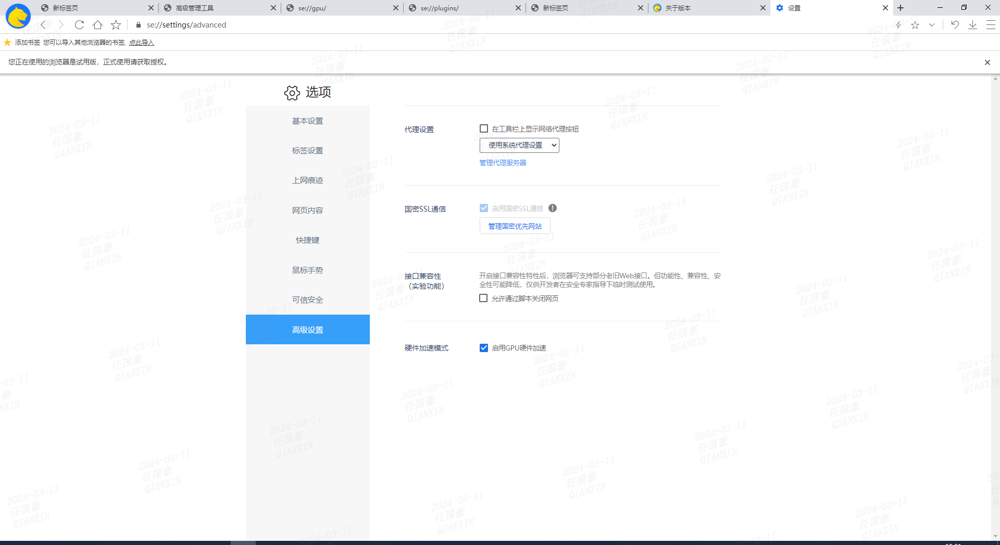 新标签页
高级管理工具
se://gpu/
se://plugins/
新标签页
关于版本
设置
se://settings/advanced
添加书签 您可以导入其他浏览器的书签, 点此导入
您正在使用的浏览器是试用版，正式使用请获取授权。
选项
基本设置
标签设置
上网痕迹
网页内容
快捷键
鼠标手势
可信安全
高级设置
代理设置
在工具栏上显示网络代理按钮
使用系统代理设置
管理代理服务器
国密SSL通信
启用国密SSL通信
管理国密优先网站
接口兼容性
（实验功能）
开启接口兼容性特性后，浏览器可支持部分老旧Web接口。但功能性、兼容性、安
全性可能降低，仅供开发者在安全专家指导下临时测试使用。
允许通过脚本关闭网页
硬件加速模式
启用GPU硬件加速
2024-03-11
任国豪
QIANXIN